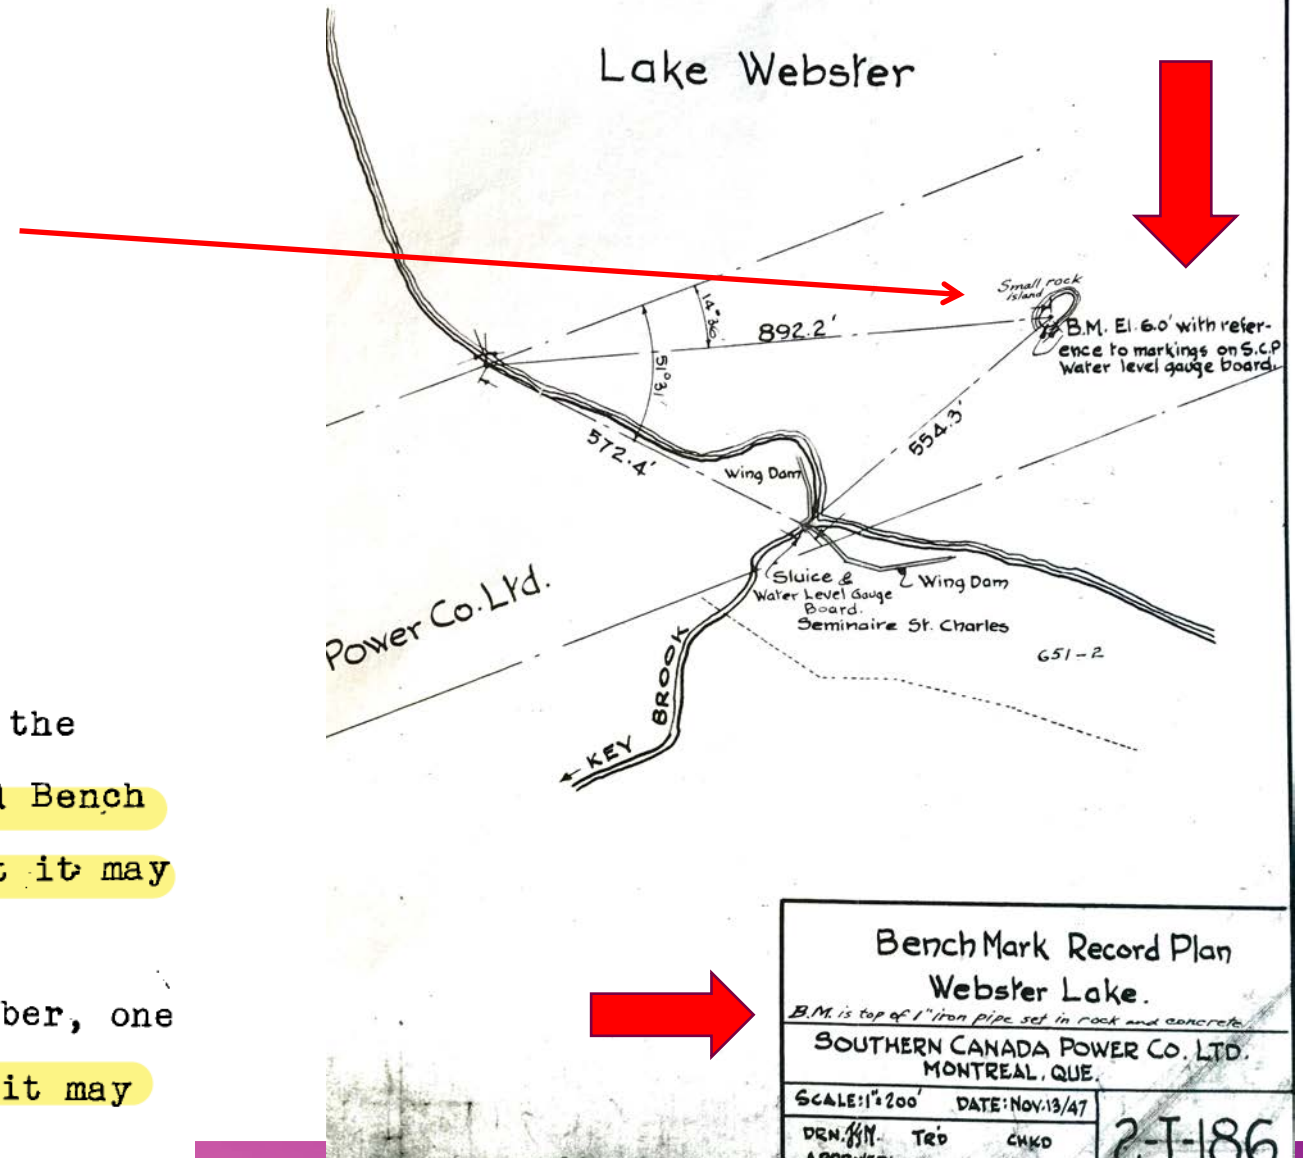 Lake Webster
Small rock
island
B.M. El. 6.0' with refer-
ence to markings on S.C.P
Water level gauge board.
14° 36'
892.2'
51° 31'
572.4'
554.3'
Wing Dam
Sluice &
Water Level Gauge
Board.
Wing Dam
Seminaire St. Charles
651-2
Power Co. Ltd.
KEY BROOK
the
Bench
it may
ber, one
it may
Bench Mark Record Plan
Webster Lake.
B.M. is top of 1" iron pipe set in rock and concrete.
SOUTHERN CANADA POWER CO. LTD.
MONTREAL, QUE.
SCALE: 1"=200' DATE: NOV. 13/47
DRN. TR'D CHKD
2-I-186